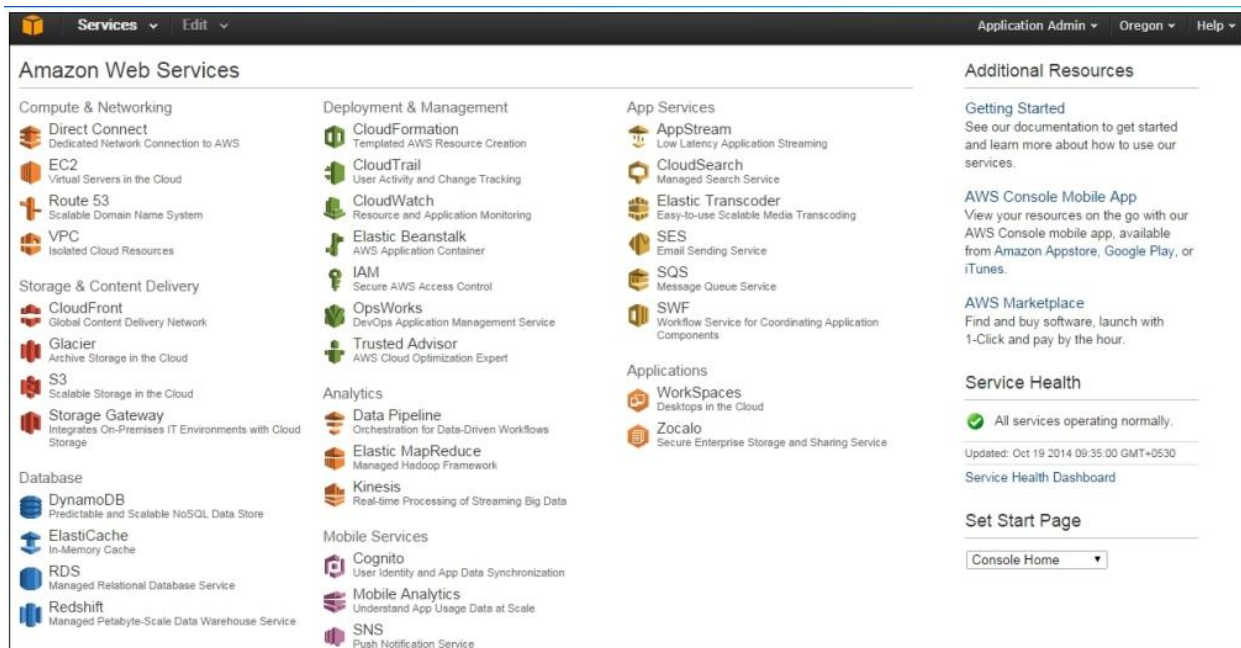 Services Edit Application Admin Oregon Help
Amazon Web Services
Compute & Networking
Direct Connect
Dedicated Network Connection to AWS
EC2
Virtual Servers in the Cloud
Route 53
Scalable Domain Name System
VPC
Isolated Cloud Resources
Storage & Content Delivery
CloudFront
Global Content Delivery Network
Glacier
Archive Storage in the Cloud
S3
Scalable Storage in the Cloud
Storage Gateway
Integrates On-Premises IT Environments with Cloud
Storage
Database
DynamoDB
Predictable and Scalable NoSQL Data Store
ElastiCache
In-Memory Cache
RDS
Managed Relational Database Service
Redshift
Managed Petabyte-Scale Data Warehouse Service
Deployment & Management
CloudFormation
Templated AWS Resource Creation
CloudTrail
User Activity and Change Tracking
CloudWatch
Resource and Application Monitoring
Elastic Beanstalk
AWS Application Container
IAM
Secure AWS Access Control
OpsWorks
DevOps Application Management Service
Trusted Advisor
AWS Cloud Optimization Expert
Analytics
Data Pipeline
Orchestration for Data-Driven Workflows
Elastic MapReduce
Managed Hadoop Framework
Kinesis
Real-time Processing of Streaming Big Data
Mobile Services
Cognito
User Identity and App Data Synchronization
Mobile Analytics
Understand App Usage Data at Scale
SNS
Push Notification Service
App Services
AppStream
Low Latency Application Streaming
CloudSearch
Managed Search Service
Elastic Transcoder
Easy-to-use Scalable Media Transcoding
SES
Email Sending Service
SQS
Message Queue Service
SWF
Workflow Service for Coordinating Application
Components
Applications
WorkSpaces
Desktops in the Cloud
Zocalo
Secure Enterprise Storage and Sharing Service
Additional Resources
Getting Started
See our documentation to get started
and learn more about how to use our
services.
AWS Console Mobile App
View your resources on the go with our
AWS Console mobile app, available
from Amazon Appstore, Google Play, or
iTunes.
AWS Marketplace
Find and buy software, launch with
1-Click and pay by the hour.
Service Health
All services operating normally.
Updated: Oct 19 2014 09:35:00 GMT+0530
Service Health Dashboard
Set Start Page
Console Home